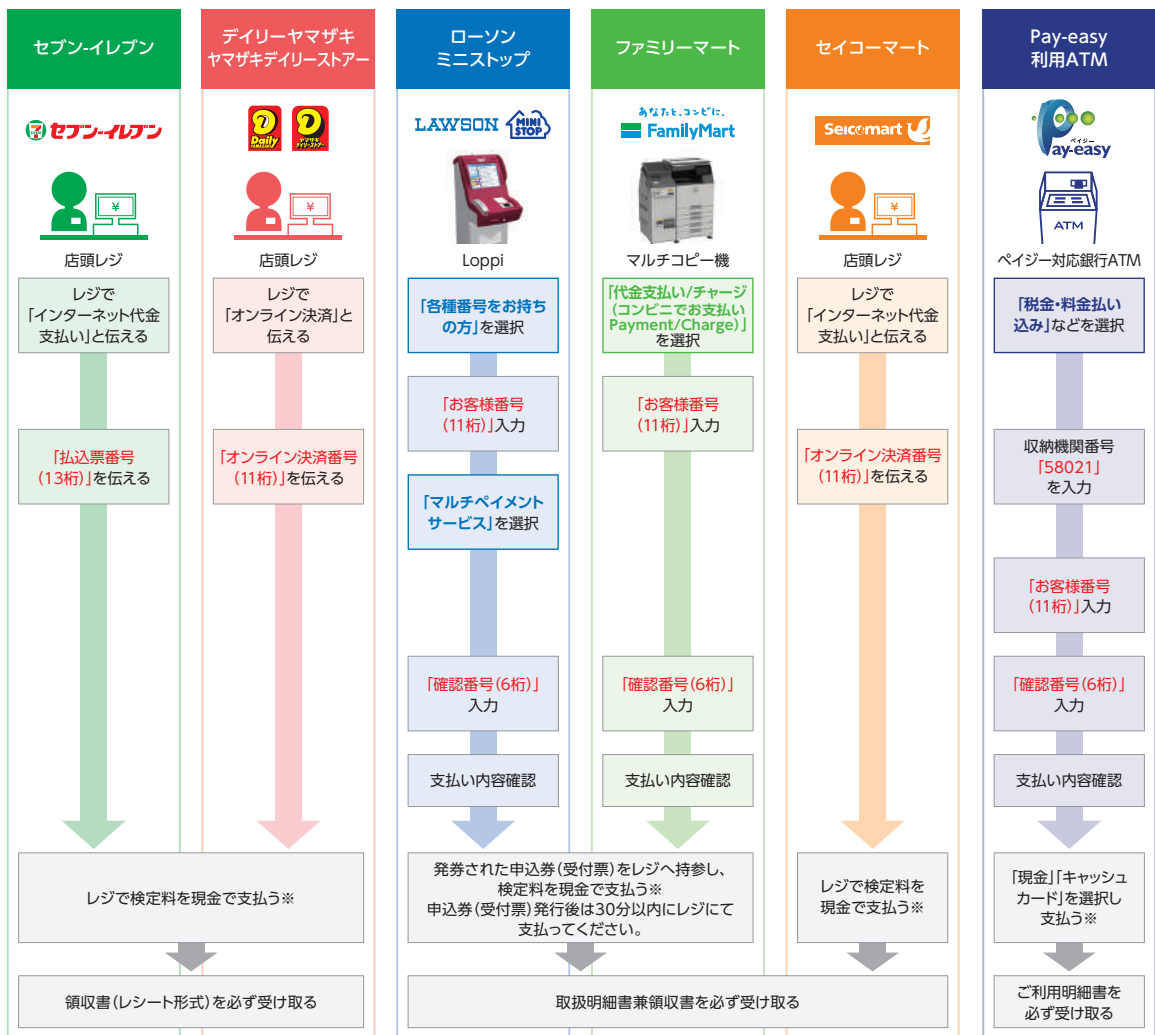 セブン-イレブン
デイリーヤマザキ
ヤマザキデイリーストアー
ローソン
ミニストップ
ファミリーマート
セイコーマート
Pay-easy
利用ATM
セブン-イレブン
Daily
YAMAZAKI
ヤマザキ
デイリーストアー
LAWSON
MINI
STOP
あなたと、コンビに、
FamilyMart
Seicomart
ペイジー
Pay-easy
¥
¥
¥
ATM
店頭レジ
店頭レジ
Loppi
マルチコピー機
店頭レジ
ペイジー対応銀行ATM
レジで
「インターネット代金
支払い」と伝える
レジで
「オンライン決済」と
伝える
「各種番号をお持ち
の方」を選択
「代金支払い/チャージ
(コンビニでお支払い
Payment/Charge)」
を選択
レジで
「インターネット代金
支払い」と伝える
「税金・料金払い
込み」などを選択
「お客様番号
(11桁)」入力
「お客様番号
(11桁)」入力
「払込票番号
(13桁)」を伝える
「オンライン決済番号
(11桁)」を伝える
「マルチペイメント
サービス」を選択
「オンライン決済番号
(11桁)」を伝える
収納機関番号
「58021」
を入力
「お客様番号
(11桁)」入力
「確認番号(6桁)」
入力
「確認番号(6桁)」
入力
「確認番号(6桁)」
入力
支払い内容確認
支払い内容確認
支払い内容確認
レジで検定料を現金で支払う※
発券された申込券(受付票)をレジへ持参し、
検定料を現金で支払う※
申込券(受付票)発行後は30分以内にレジにて
支払ってください。
レジで検定料を
現金で支払う※
「現金」「キャッシュ
カード」を選択し
支払う※
領収書(レシート形式)を必ず受け取る
取扱明細書兼領収書を必ず受け取る
ご利用明細書を
必ず受け取る